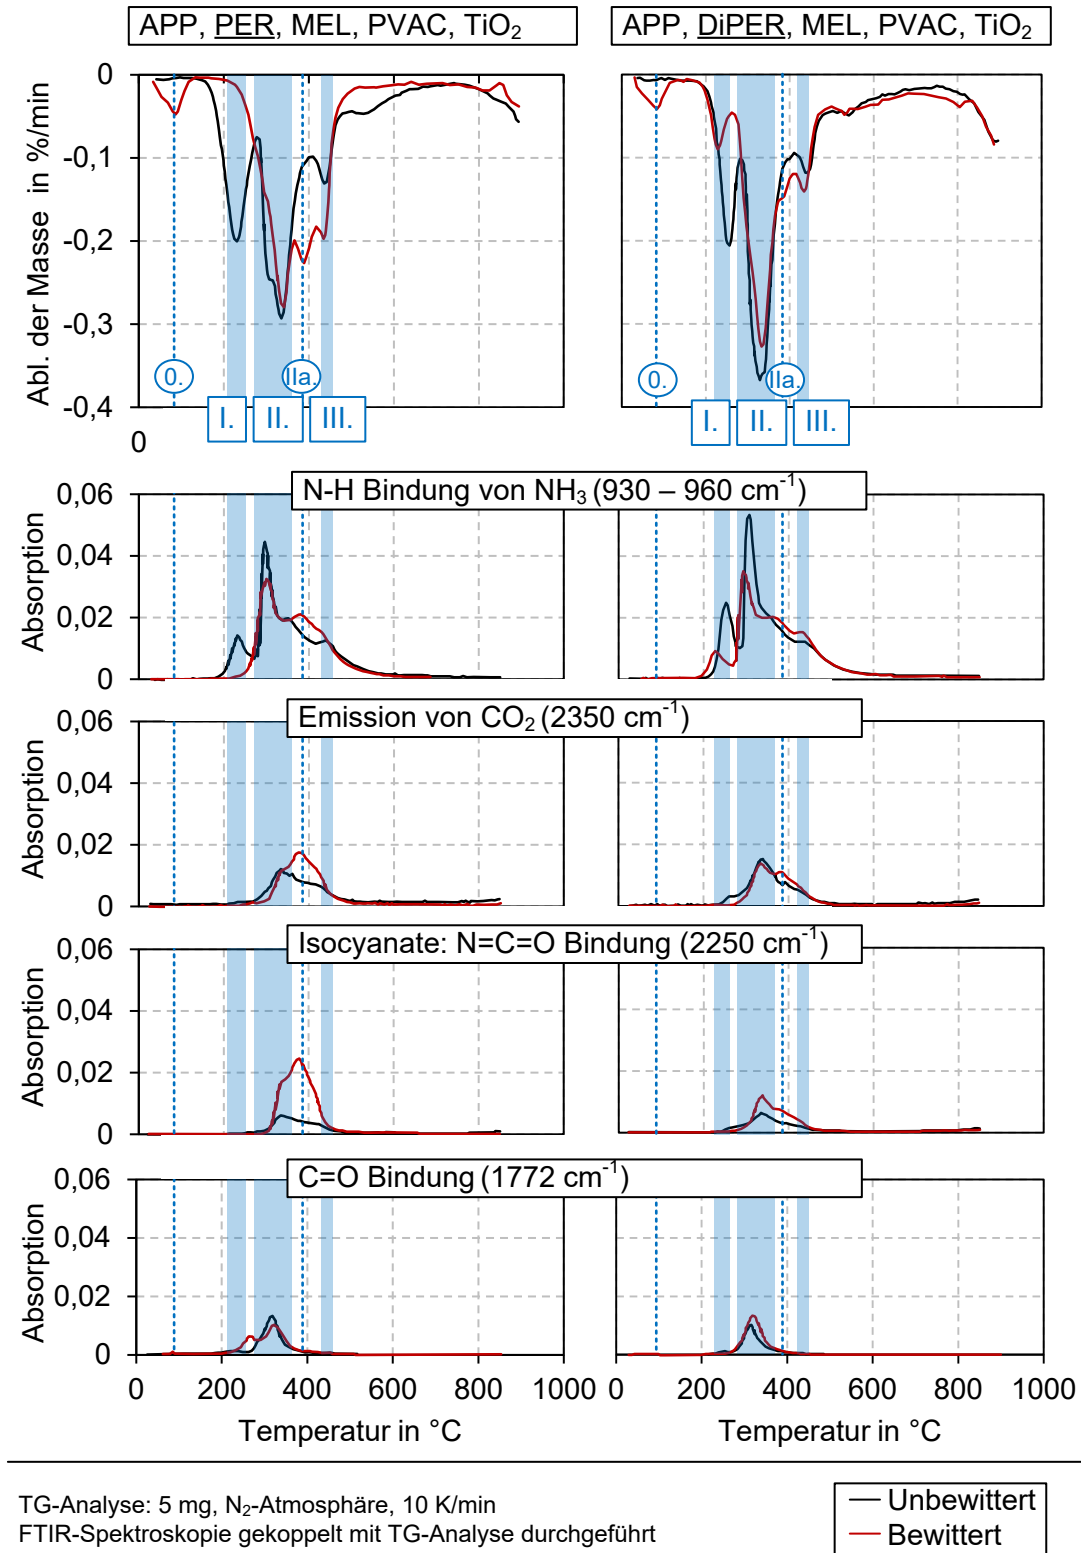 APP, PER, MEL, PVAC, TiO₂
APP, DiPER, MEL, PVAC, TiO₂
Abl. der Masse in %/min
0
-0,1
-0,2
-0,3
-0,4
0
0.
IIa.
I.
II.
III.
0.
IIa.
I.
II.
III.
N-H Bindung von NH₃ (930 – 960 cm⁻¹)
Absorption
0,06
0,04
0,02
0
Emission von CO₂ (2350 cm⁻¹)
Absorption
0,06
0,04
0,02
0
Isocyanate: N=C=O Bindung (2250 cm⁻¹)
Absorption
0,06
0,04
0,02
0
C=O Bindung (1772 cm⁻¹)
Absorption
0,06
0,04
0,02
0
0 200 400 600 800 1000
0 200 400 600 800 1000
Temperatur in °C
Temperatur in °C
TG-Analyse: 5 mg, N₂-Atmosphäre, 10 K/min
FTIR-Spektroskopie gekoppelt mit TG-Analyse durchgeführt
Unbewittert
Bewittert